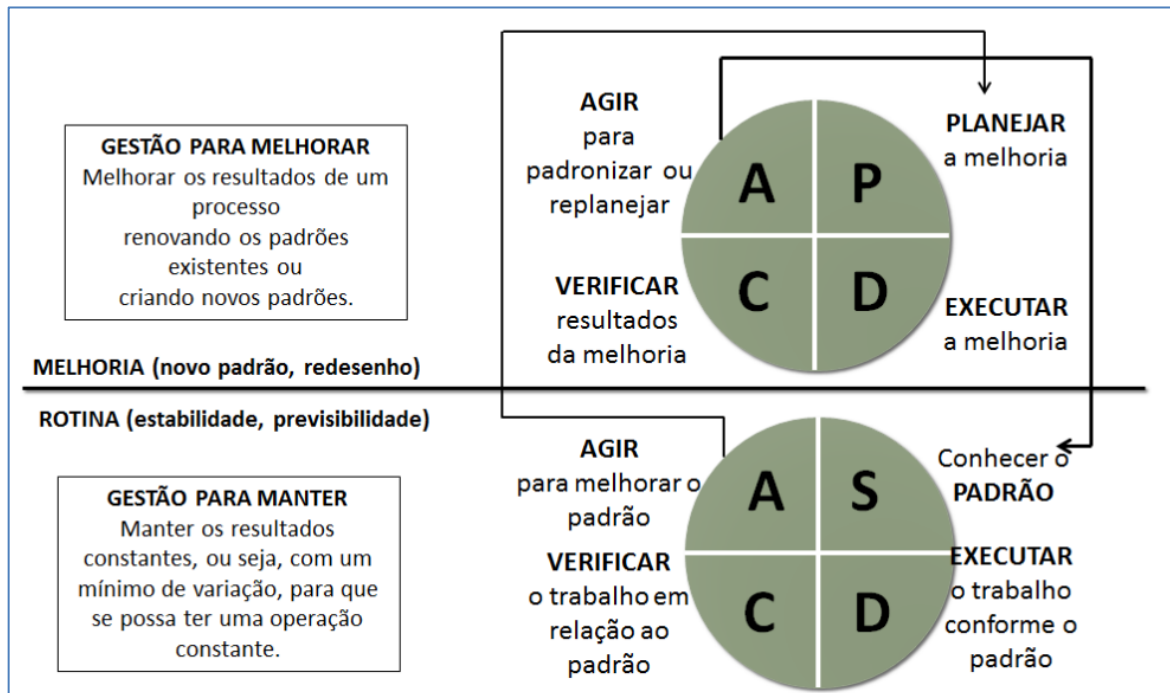 GESTÃO PARA MELHORAR
Melhorar os resultados de um
processo
renovando os padrões
existentes ou
criando novos padrões.
AGIR
para
padronizar ou
replanejar
A
P
PLANEJAR
a melhoria
VERIFICAR
resultados
da melhoria
C
D
EXECUTAR
a melhoria
MELHORIA (novo padrão, redesenho)
ROTINA (estabilidade, previsibilidade)
GESTÃO PARA MANTER
Manter os resultados
constantes, ou seja, com um
mínimo de variação, para que
se possa ter uma operação
constante.
AGIR
para melhorar o
padrão
A
S
Conhecer o
PADRÃO
VERIFICAR
o trabalho em
relação ao
padrão
C
D
EXECUTAR
o trabalho
conforme o
padrão